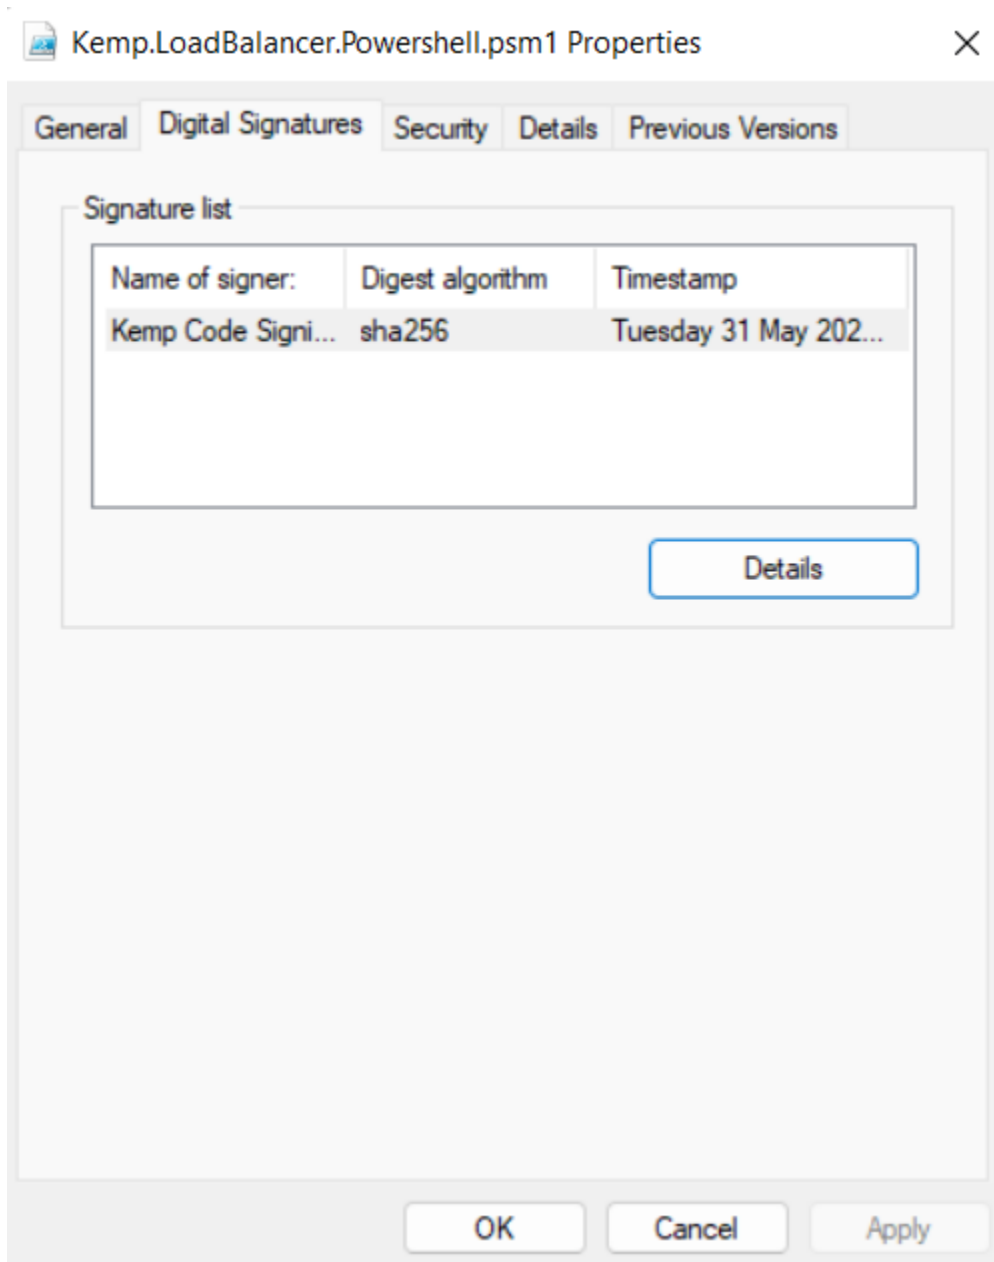 Kemp.LoadBalancer.Powershell.psm1 Properties
General Digital Signatures Security Details Previous Versions
Signature list
Name of signer: Digest algorithm Timestamp
Kemp Code Signi... sha256 Tuesday 31 May 202...
Details
OK Cancel Apply